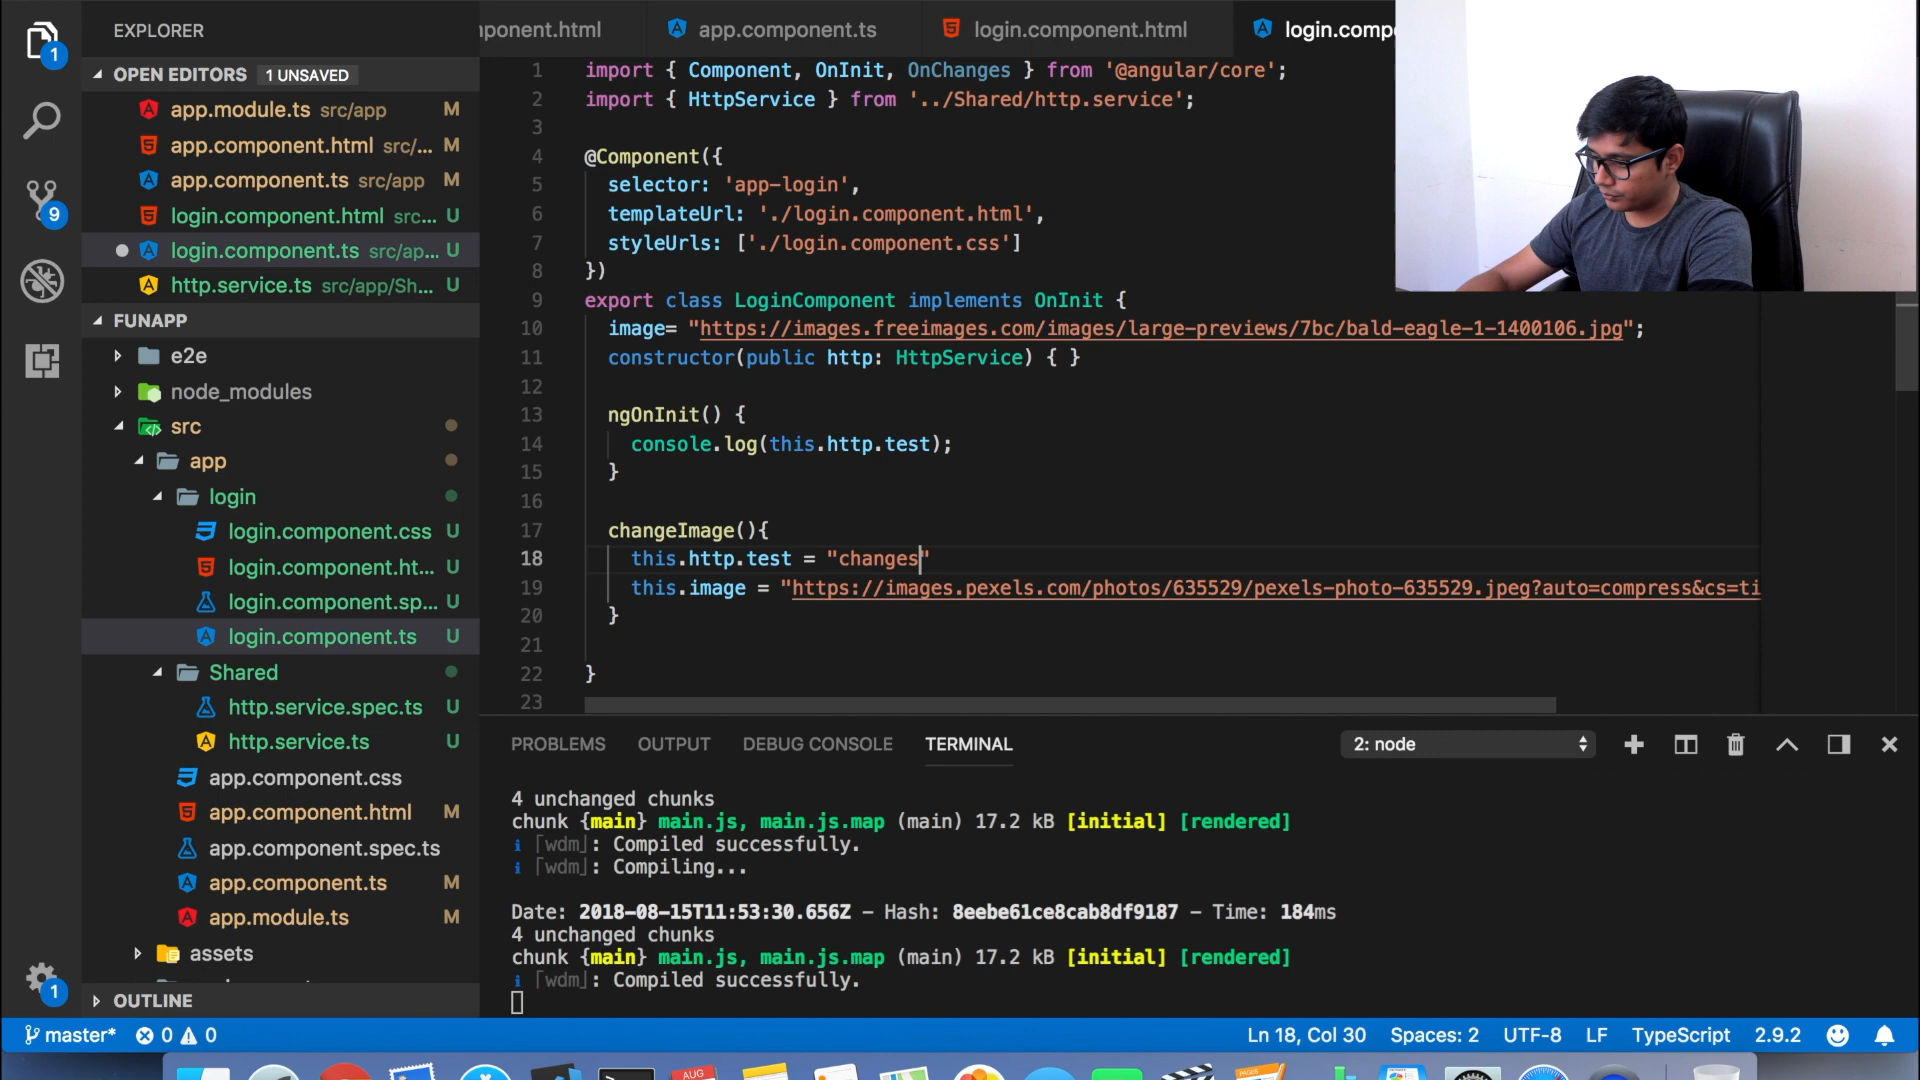 EXPLORER
OPEN EDITORS 1 UNSAVED
app.module.ts src/app M
app.component.html src/... M
app.component.ts src/app M
login.component.html src... U
login.component.ts src/ap... U
http.service.ts src/app/Sh... U
FUNAPP
e2e
node_modules
src
app
login
login.component.css U
login.component.ht... U
login.component.sp... U
login.component.ts U
Shared
http.service.spec.ts U
http.service.ts U
app.component.css
app.component.html M
app.component.spec.ts
app.component.ts M
app.module.ts M
assets
OUTLINE
1
9
1
ponent.html app.component.ts login.component.html login.comp
1 import { Component, OnInit, OnChanges } from '@angular/core';
2 import { HttpService } from '../Shared/http.service';
3
4 @Component({
5 selector: 'app-login',
6 templateUrl: './login.component.html',
7 styleUrls: ['./login.component.css']
8 })
9 export class LoginComponent implements OnInit {
10 image= "https://images.freeimages.com/images/large-previews/7bc/bald-eagle-1-1400106.jpg";
11 constructor(public http: HttpService) { }
12
13 ngOnInit() {
14 console.log(this.http.test);
15 }
16
17 changeImage(){
18 this.http.test = "changes"
19 this.image = "https://images.pexels.com/photos/635529/pexels-photo-635529.jpeg?auto=compress&cs=ti
20 }
21
22 }
23
PROBLEMS OUTPUT DEBUG CONSOLE TERMINAL 2: node
4 unchanged chunks
chunk {main} main.js, main.js.map (main) 17.2 kB [initial] [rendered]
i ｢wdm｣: Compiled successfully.
i ｢wdm｣: Compiling...
Date: 2018-08-15T11:53:30.656Z - Hash: 8eebe61ce8cab8df9187 - Time: 184ms
4 unchanged chunks
chunk {main} main.js, main.js.map (main) 17.2 kB [initial] [rendered]
i ｢wdm｣: Compiled successfully.
master* 0 0 Ln 18, Col 30 Spaces: 2 UTF-8 LF TypeScript 2.9.2
AUG PAGES